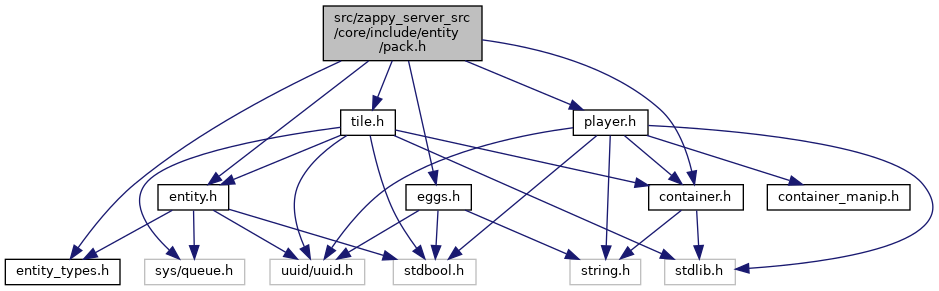 src/zappy_server_src
/core/include/entity
/pack.h
tile.h
player.h
entity.h
eggs.h
container.h
container_manip.h
entity_types.h
sys/queue.h
uuid/uuid.h
stdbool.h
string.h
stdlib.h